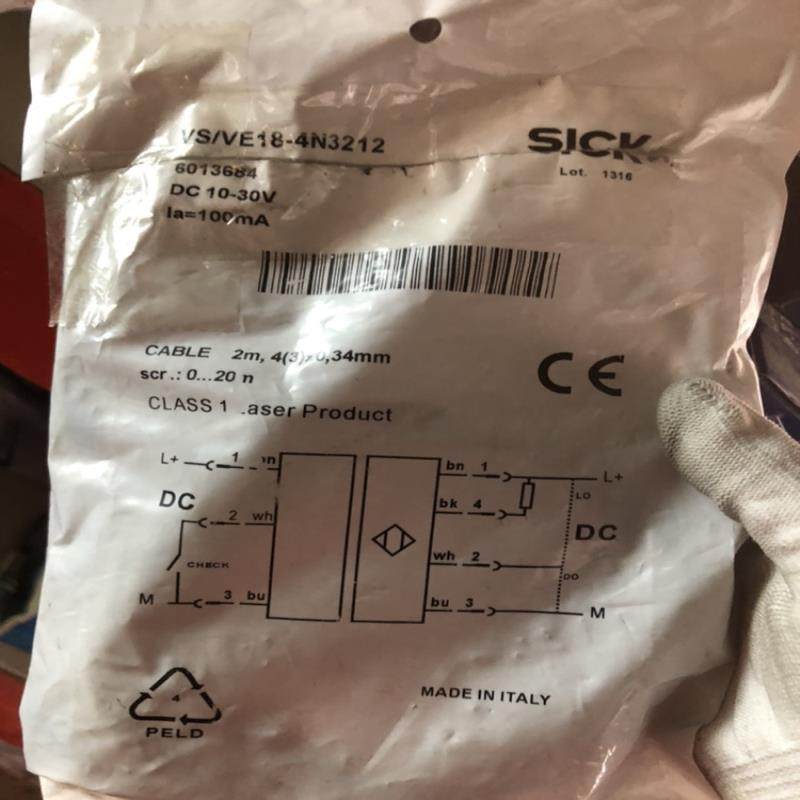 VS/VE18-4N3212
SICK
6013684
Lot. 1316
DC 10-30V
Ia=100mA
CABLE 2m, 4(3)x0,34mm
scr.: 0...20 n
CE
CLASS 1 .aser Product
L+ 1
bn 1 L+
LO
bk 4
DC
2 wh
DC
CHECK
wh 2
DO
M 3 bu
bu 3 M
4
PELD
MADE IN ITALY